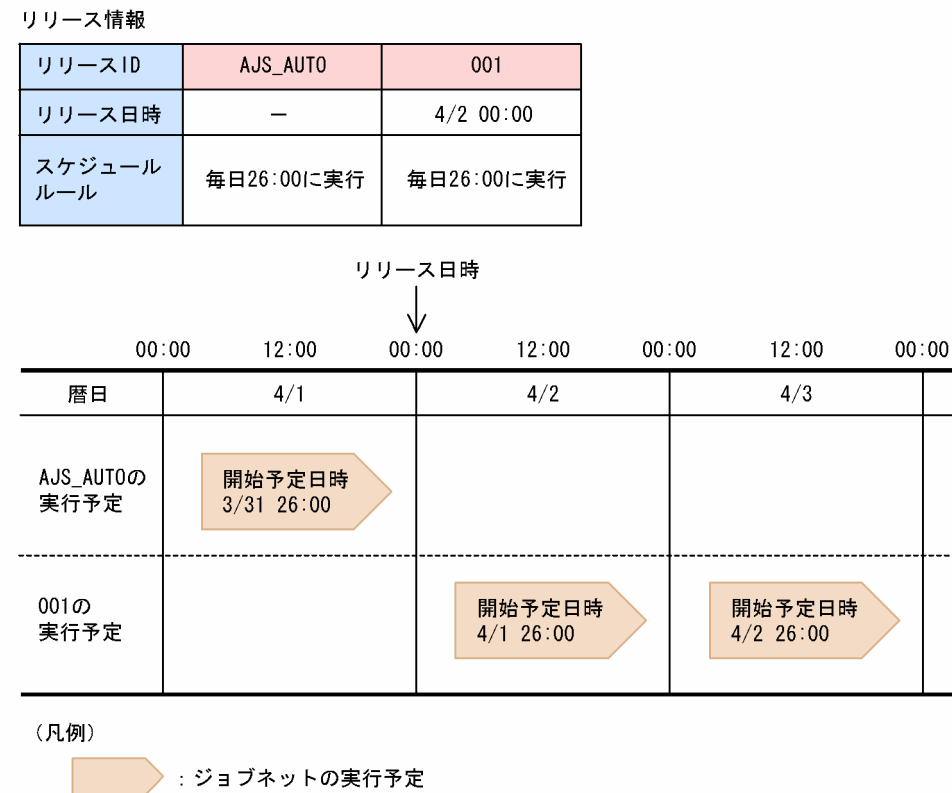 リリース情報
リリースID AJS_AUTO 001
リリース日時 － 4/2 00:00
スケジュール
ルール 毎日26:00に実行 毎日26:00に実行
リリース日時
00:00 12:00 00:00 12:00 00:00 12:00 00:00
暦日 4/1 4/2 4/3
AJS_AUTOの
実行予定
開始予定日時
3/31 26:00
001の
実行予定
開始予定日時
4/1 26:00
開始予定日時
4/2 26:00
（凡例）
：ジョブネットの実行予定